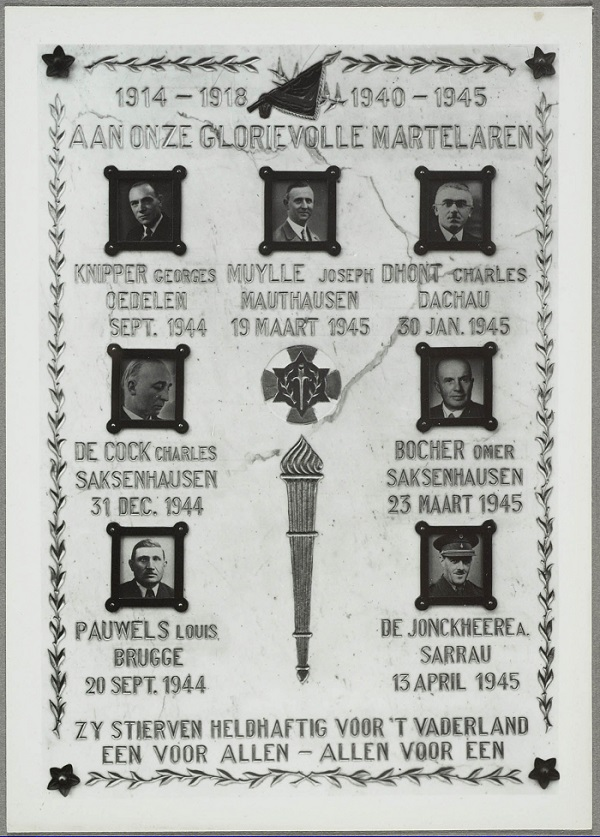 1914 – 1918 1940 – 1945
AAN ONZE GLORIEVOLLE MARTELAREN
KNIPPER GEORGES
OEDELEN
SEPT. 1944
MUYLLE JOSEPH
MAUTHAUSEN
19 MAART 1945
DHONT CHARLES
DACHAU
30 JAN. 1945
DE COCK CHARLES
SAKSENHAUSEN
31 DEC. 1944
BOCHER OMER
SAKSENHAUSEN
23 MAART 1945
PAUWELS LOUIS.
BRUGGE
20 SEPT. 1944
DE JONCKHEERE A.
SARRAU
13 APRIL 1945
ZY STIERVEN HELDHAFTIG VOOR 'T VADERLAND
EEN VOOR ALLEN – ALLEN VOOR EEN